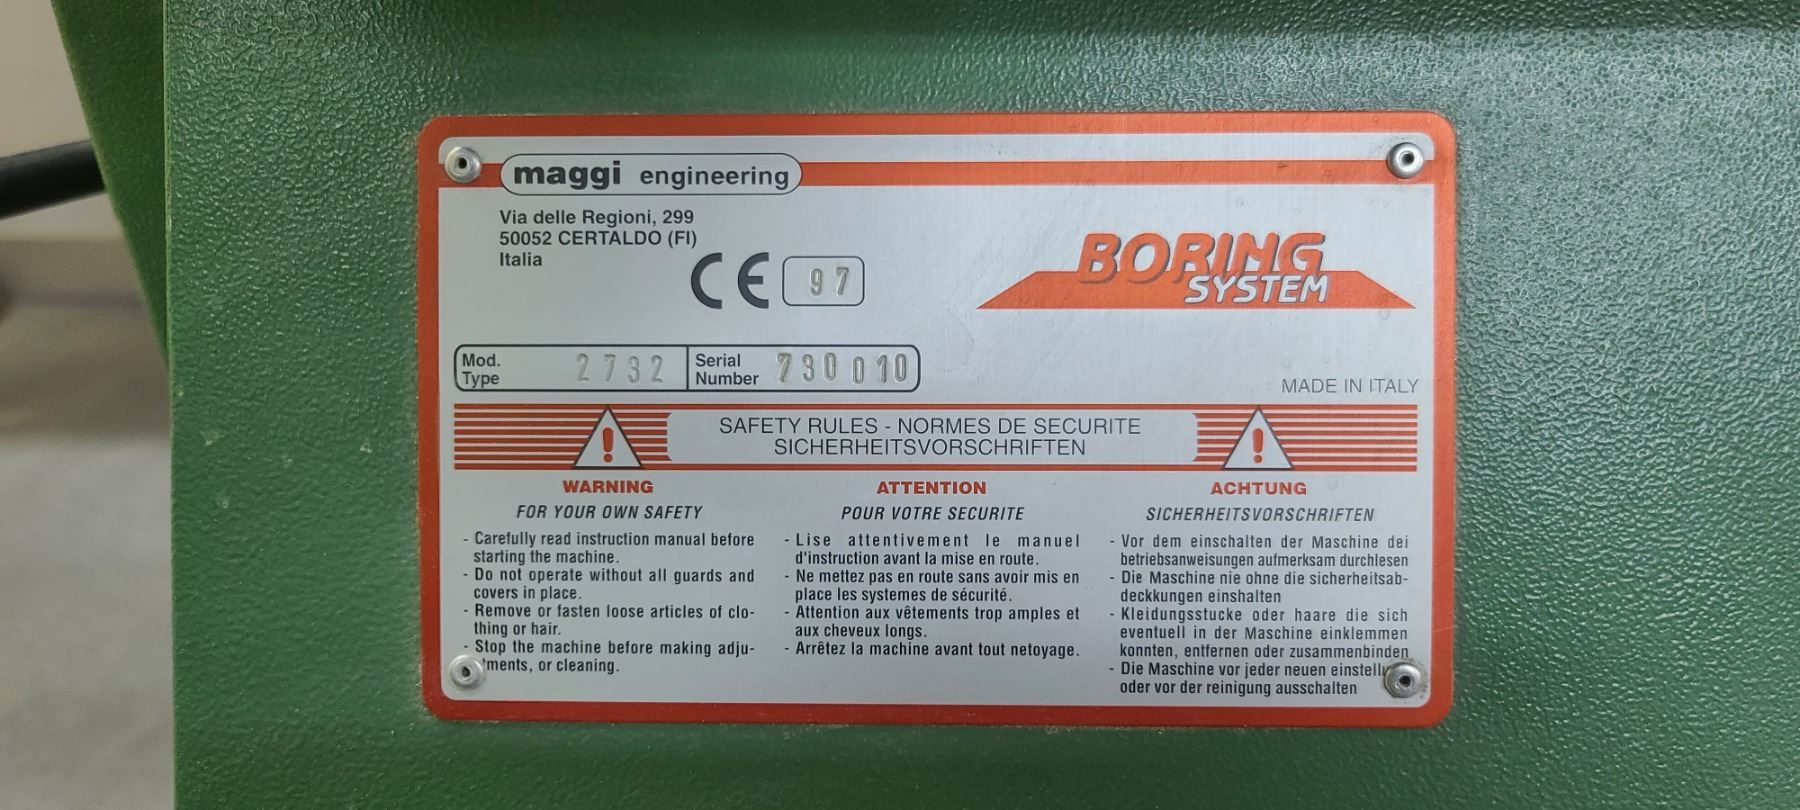 maggi engineering
Via delle Regioni, 299
50052 CERTALDO (FI)
Italia
CE 97
BORING
SYSTEM
Mod.
Type 2732
Serial
Number 730010
MADE IN ITALY
SAFETY RULES - NORMES DE SECURITE
SICHERHEITSVORSCHRIFTEN
WARNING
FOR YOUR OWN SAFETY
- Carefully read instruction manual before
starting the machine.
- Do not operate without all guards and
covers in place.
- Remove or fasten loose articles of clo-
thing or hair.
- Stop the machine before making adju-
tments, or cleaning.
ATTENTION
POUR VOTRE SECURITE
- Lise attentivement le manuel
d'instruction avant la mise en route.
- Ne mettez pas en route sans avoir mis en
place les systemes de sécurité.
- Attention aux vêtements trop amples et
aux cheveux longs.
- Arrêtez la machine avant tout netoyage.
ACHTUNG
SICHERHEITSVORSCHRIFTEN
- Vor dem einschalten der Maschine dei
betriebsanweisungen aufmerksam durchlesen
- Die Maschine nie ohne die sicherheitsab-
deckkungen einshalten
- Kleidungsstucke oder haare die sich
eventuell in der Maschine einklemmen
konnten, entfernen oder zusammenbinden
- Die Maschine vor jeder neuen
oder vor der reinigung ausschalten